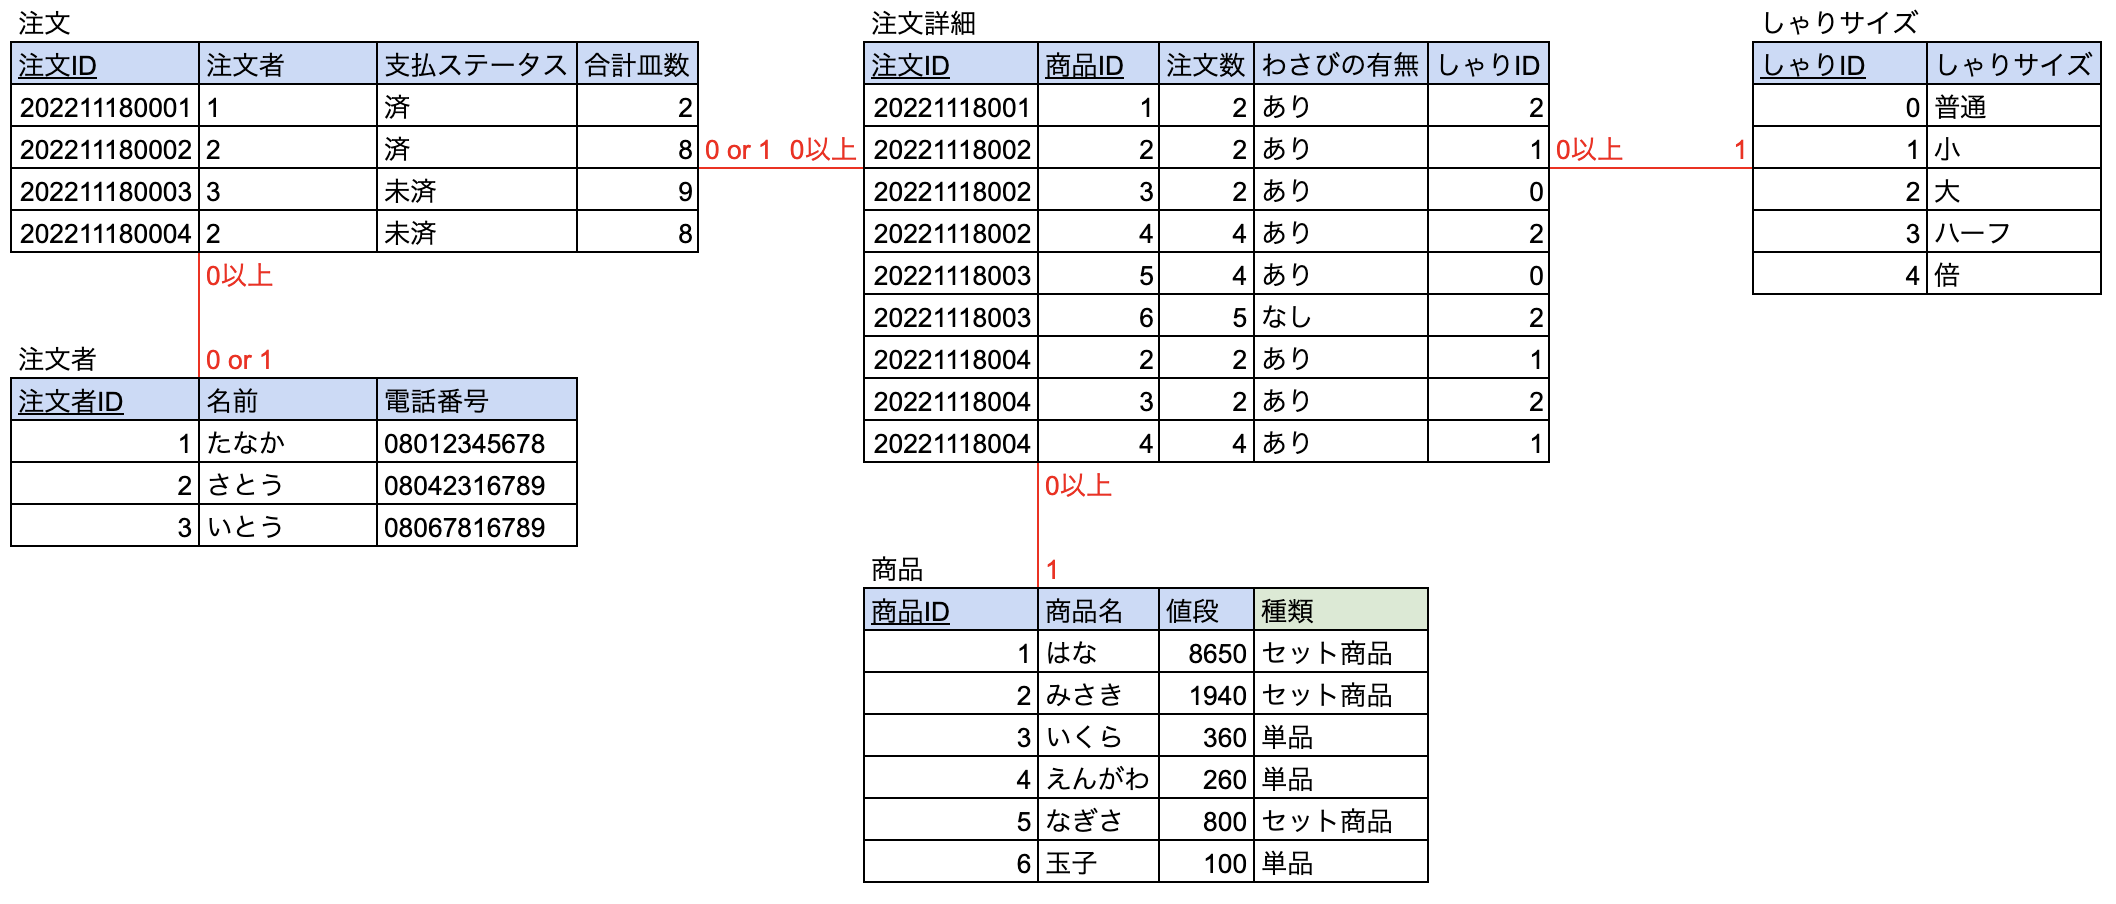 注文
注文ID 注文者 支払ステータス 合計皿数
202211180001 1 済 2
202211180002 2 済 8
202211180003 3 未済 9
202211180004 2 未済 8
0 or 1 0以上
0以上
0 or 1
注文者
注文者ID 名前 電話番号
1 たなか 08012345678
2 さとう 08042316789
3 いとう 08067816789
注文詳細
注文ID 商品ID 注文数 わさびの有無 しゃりID
20221118001 1 2 あり 2
20221118002 2 2 あり 1
20221118002 3 2 あり 0
20221118002 4 4 あり 2
20221118003 5 4 あり 0
20221118003 6 5 なし 2
20221118004 2 2 あり 1
20221118004 3 2 あり 2
20221118004 4 4 あり 1
0以上 1
0以上
1
商品
商品ID 商品名 値段 種類
1 はな 8650 セット商品
2 みさき 1940 セット商品
3 いくら 360 単品
4 えんがわ 260 単品
5 なぎさ 800 セット商品
6 玉子 100 単品
しゃりサイズ
しゃりID しゃりサイズ
0 普通
1 小
2 大
3 ハーフ
4 倍